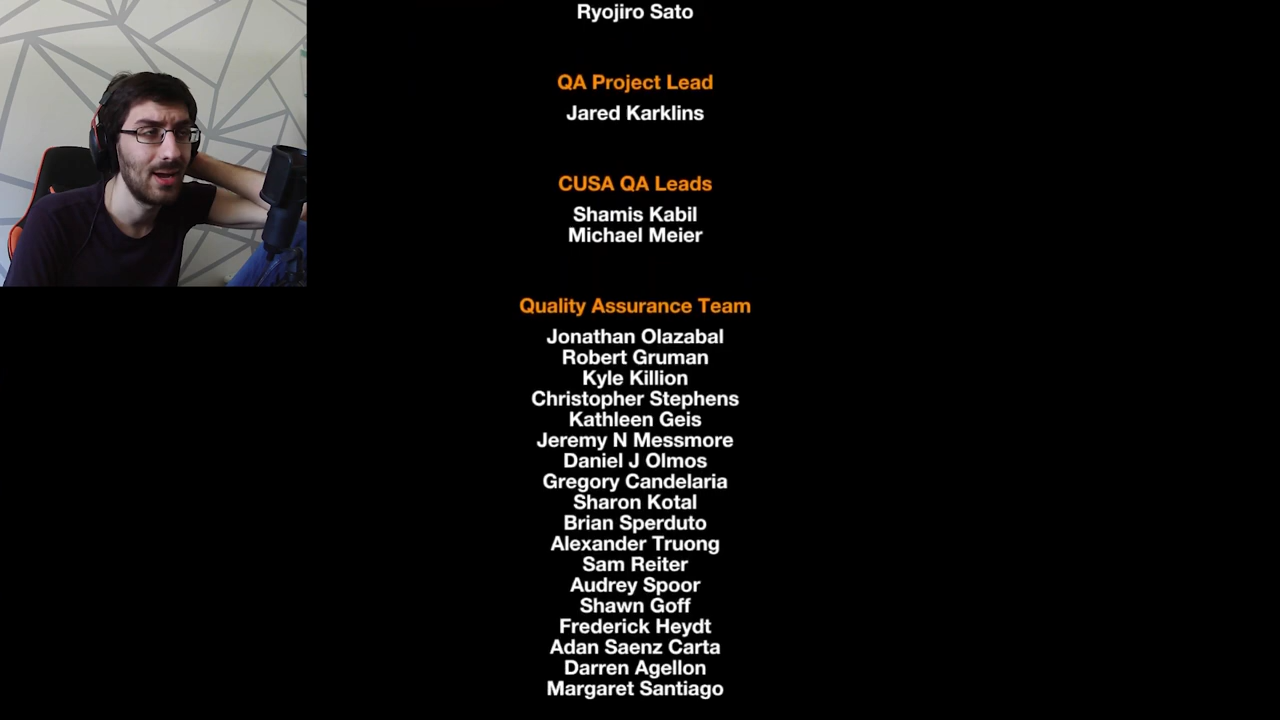 Ryojiro Sato
QA Project Lead
Jared Karklins
CUSA QA Leads
Shamis Kabil
Michael Meier
Quality Assurance Team
Jonathan Olazabal
Robert Gruman
Kyle Killion
Christopher Stephens
Kathleen Geis
Jeremy N Messmore
Daniel J Olmos
Gregory Candelaria
Sharon Kotal
Brian Sperduto
Alexander Truong
Sam Reiter
Audrey Spoor
Shawn Goff
Frederick Heydt
Adan Saenz Carta
Darren Agellon
Margaret Santiago